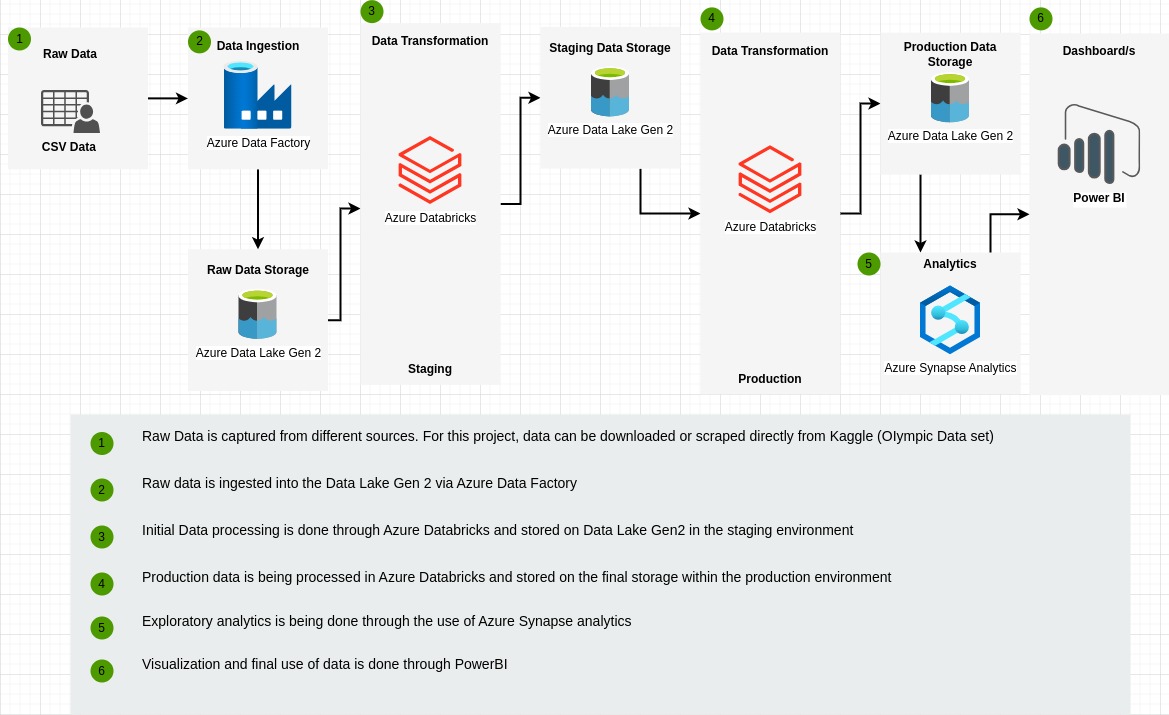 1
Raw Data
CSV Data
2
Data Ingestion
Azure Data Factory
Raw Data Storage
Azure Data Lake Gen 2
3
Data Transformation
Azure Databricks
Staging
Staging Data Storage
Azure Data Lake Gen 2
4
Data Transformation
Azure Databricks
Production
Production Data
Storage
Azure Data Lake Gen 2
5
Analytics
Azure Synapse Analytics
6
Dashboard/s
Power BI
1 Raw Data is captured from different sources. For this project, data can be downloaded or scraped directly from Kaggle (OIympic Data set)
2 Raw data is ingested into the Data Lake Gen 2 via Azure Data Factory
3 Initial Data processing is done through Azure Databricks and stored on Data Lake Gen2 in the staging environment
4 Production data is being processed in Azure Databricks and stored on the final storage within the production environment
5 Exploratory analytics is being done through the use of Azure Synapse analytics
6 Visualization and final use of data is done through PowerBI